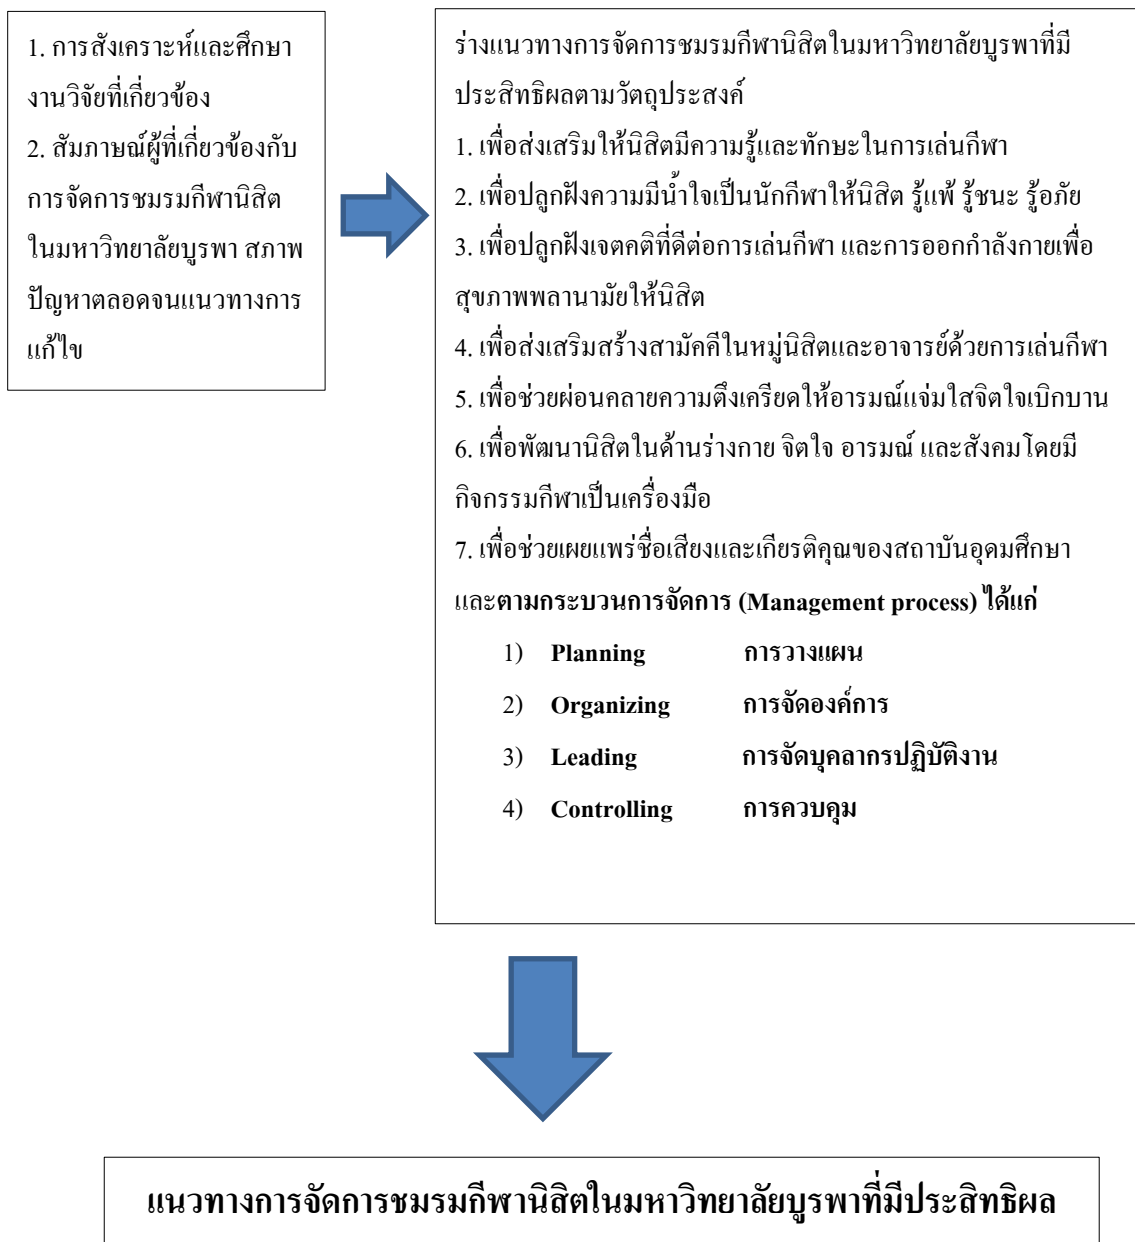 1. การสังเคราะห์และศึกษา
งานวิจัยที่เกี่ยวข้อง
2. สัมภาษณ์ผู้ที่เกี่ยวข้องกับ
การจัดการชมรมกีฬานิสิต
ในมหาวิทยาลัยบูรพา สภาพ
ปัญหาตลอดจนแนวทางการ
แก้ไข
ร่างแนวทางการจัดการชมรมกีฬานิสิตในมหาวิทยาลัยบูรพาที่มี
ประสิทธิผลตามวัตถุประสงค์
1. เพื่อส่งเสริมให้นิสิตมีความรู้และทักษะในการเล่นกีฬา
2. เพื่อปลูกฝังความมีน้ำใจเป็นนักกีฬาให้นิสิต รู้แพ้ รู้ชนะ รู้อภัย
3. เพื่อปลูกฝังเจตคติที่ดีต่อการเล่นกีฬา และการออกกำลังกายเพื่อ
สุขภาพพลานามัยให้นิสิต
4. เพื่อส่งเสริมสร้างสามัคคีในหมู่นิสิตและอาจารย์ด้วยการเล่นกีฬา
5. เพื่อช่วยผ่อนคลายความตึงเครียดให้อารมณ์แจ่มใสจิตใจเบิกบาน
6. เพื่อพัฒนานิสิตในด้านร่างกาย จิตใจ อารมณ์ และสังคมโดยมี
กิจกรรมกีฬาเป็นเครื่องมือ
7. เพื่อช่วยเผยแพร่ชื่อเสียงและเกียรติคุณของสถาบันอุดมศึกษา
และตามกระบวนการจัดการ (Management process) ได้แก่
1) Planning การวางแผน
2) Organizing การจัดองค์การ
3) Leading การจัดบุคลากรปฏิบัติงาน
4) Controlling การควบคุม
แนวทางการจัดการชมรมกีฬานิสิตในมหาวิทยาลัยบูรพาที่มีประสิทธิผล